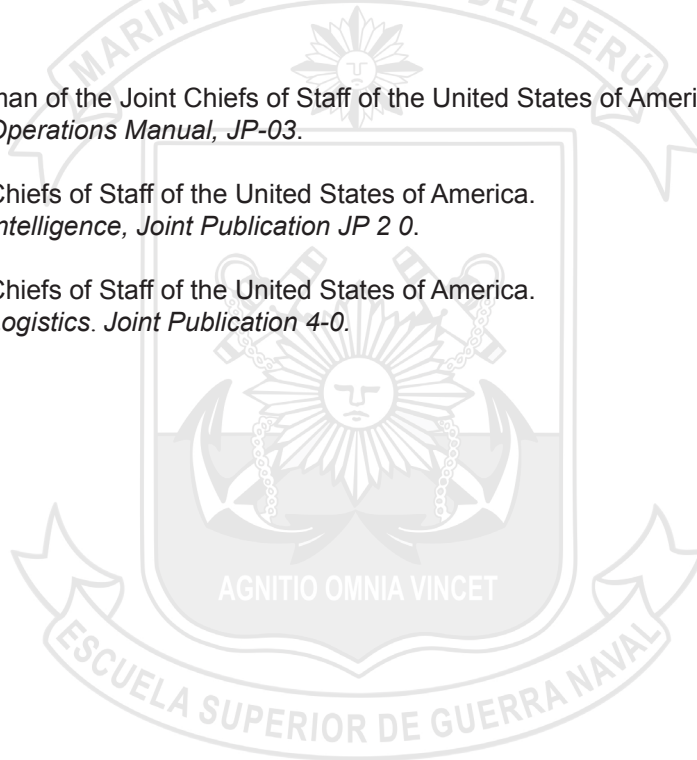 MARINA DEL PERÚ
of the Joint Chiefs of Staff of the United States of Ameri
Operations Manual, JP-03.
Chiefs of Staff of the United States of America.
ntelligence, Joint Publication JP 2 0.
Chiefs of Staff of the United States of America.
ogistics. Joint Publication 4-0.
AGNITIO OMNIA VINCET
ESCUELA SUPERIOR DE GUERRA NAVAL